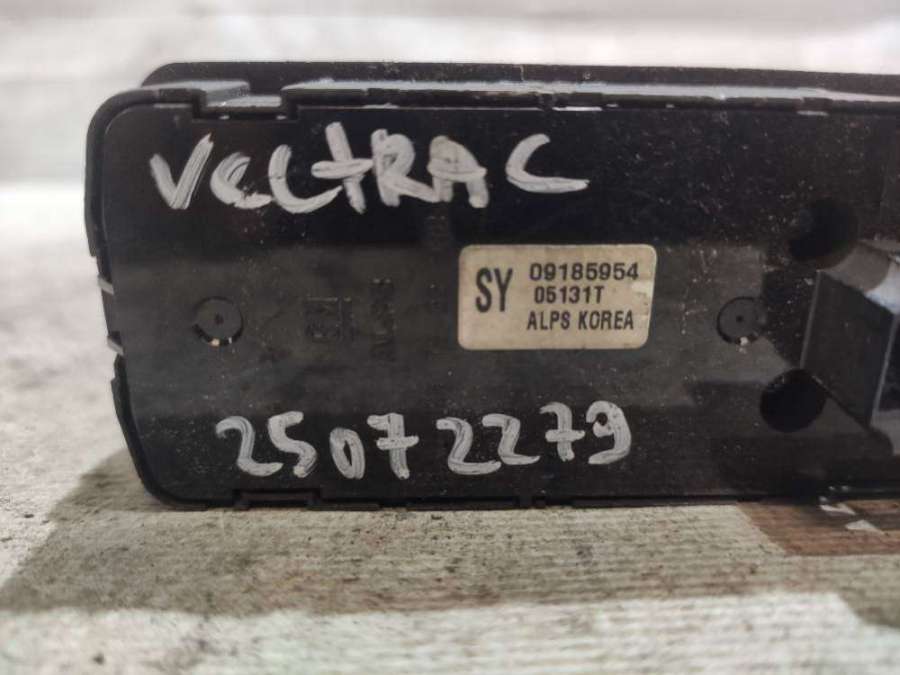 VectRA C
SY
09185954
05131T
ALPS KOREA
25072279